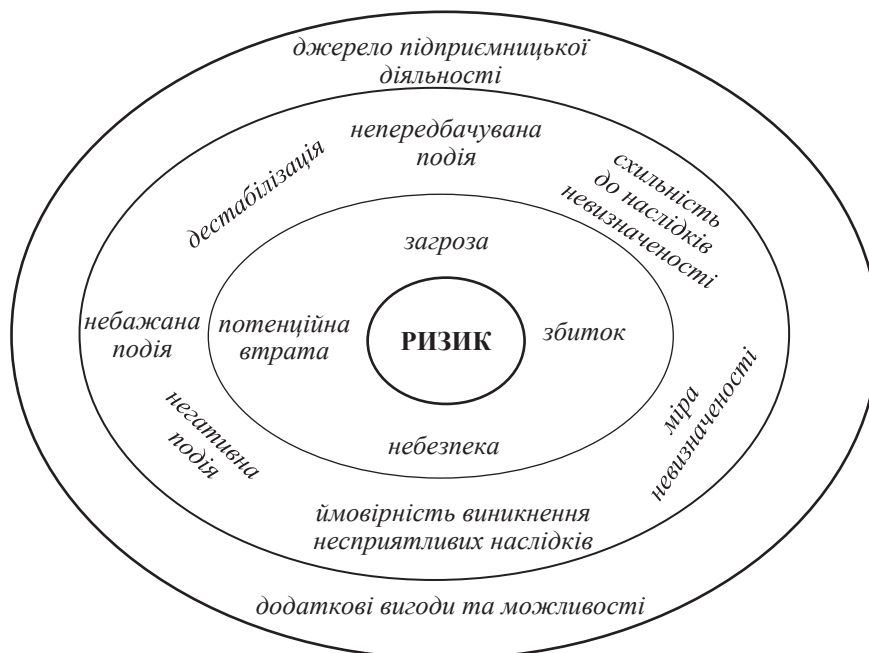 джерело підприємницької
діяльності
непередбачувана
подія
дестабілізація
схильність
до наслідків
невизначеності
загроза
небажана
подія
потенційна
втрата
РИЗИК
збиток
негативна
подія
міра
невизначеності
небезпека
ймовірність виникнення
несприятливих наслідків
додаткові вигоди та можливості